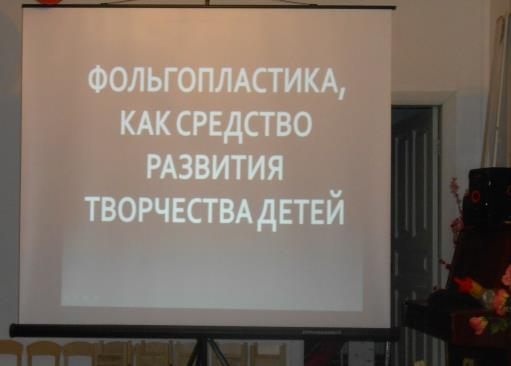 ФОЛЬГОПЛАСТИКА,
КАК СРЕДСТВО
РАЗВИТИЯ
ТВОРЧЕСТВА ДЕТЕЙ